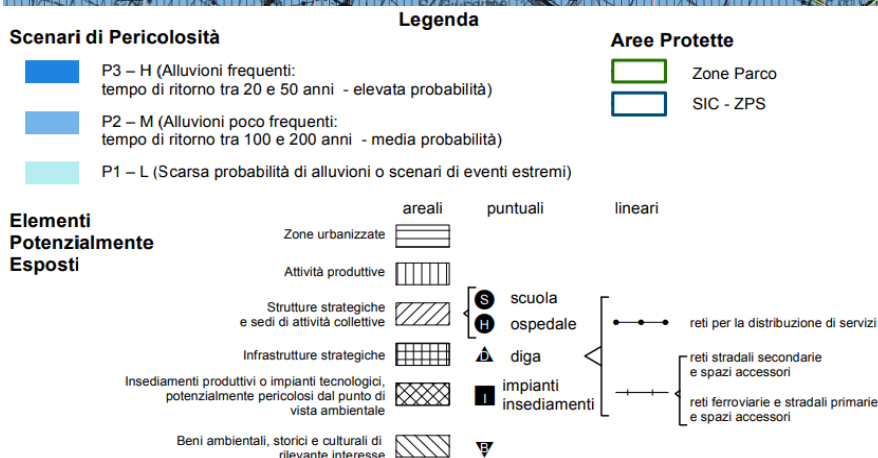 Legenda
Scenari di Pericolosità
P3 – H (Alluvioni frequenti:
tempo di ritorno tra 20 e 50 anni - elevata probabilità)
P2 – M (Alluvioni poco frequenti:
tempo di ritorno tra 100 e 200 anni - media probabilità)
P1 – L (Scarsa probabilità di alluvioni o scenari di eventi estremi)
Aree Protette
Zone Parco
SIC - ZPS
Elementi
Potenzialmente
Esposti
areali puntuali lineari
Zone urbanizzate
Attività produttive
Strutture strategiche
e sedi di attività collettive
S scuola
H ospedale
reti per la distribuzione di servizi
Infrastrutture strategiche
D diga
reti stradali secondarie
e spazi accessori
Insediamenti produttivi o impianti tecnologici,
potenzialmente pericolosi dal punto di
vista ambientale
I impianti
insediamenti
reti ferroviarie e stradali primarie
e spazi accessori
Beni ambientali, storici e culturali di
rilevante interesse
B